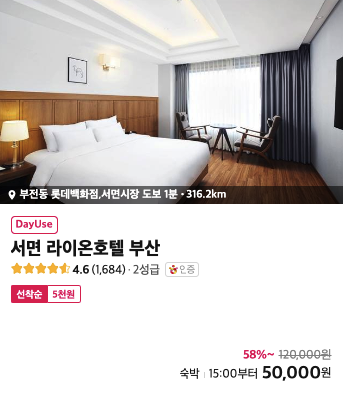 부전동 롯데백화점,서면시장 도보 1분 • 316.2km
DayUse
서면 라이온호텔 부산
4.6 (1,684) · 2성급 인증
선착순 5천원
58%~ 120,000원
숙박 15:00부터 50,000원